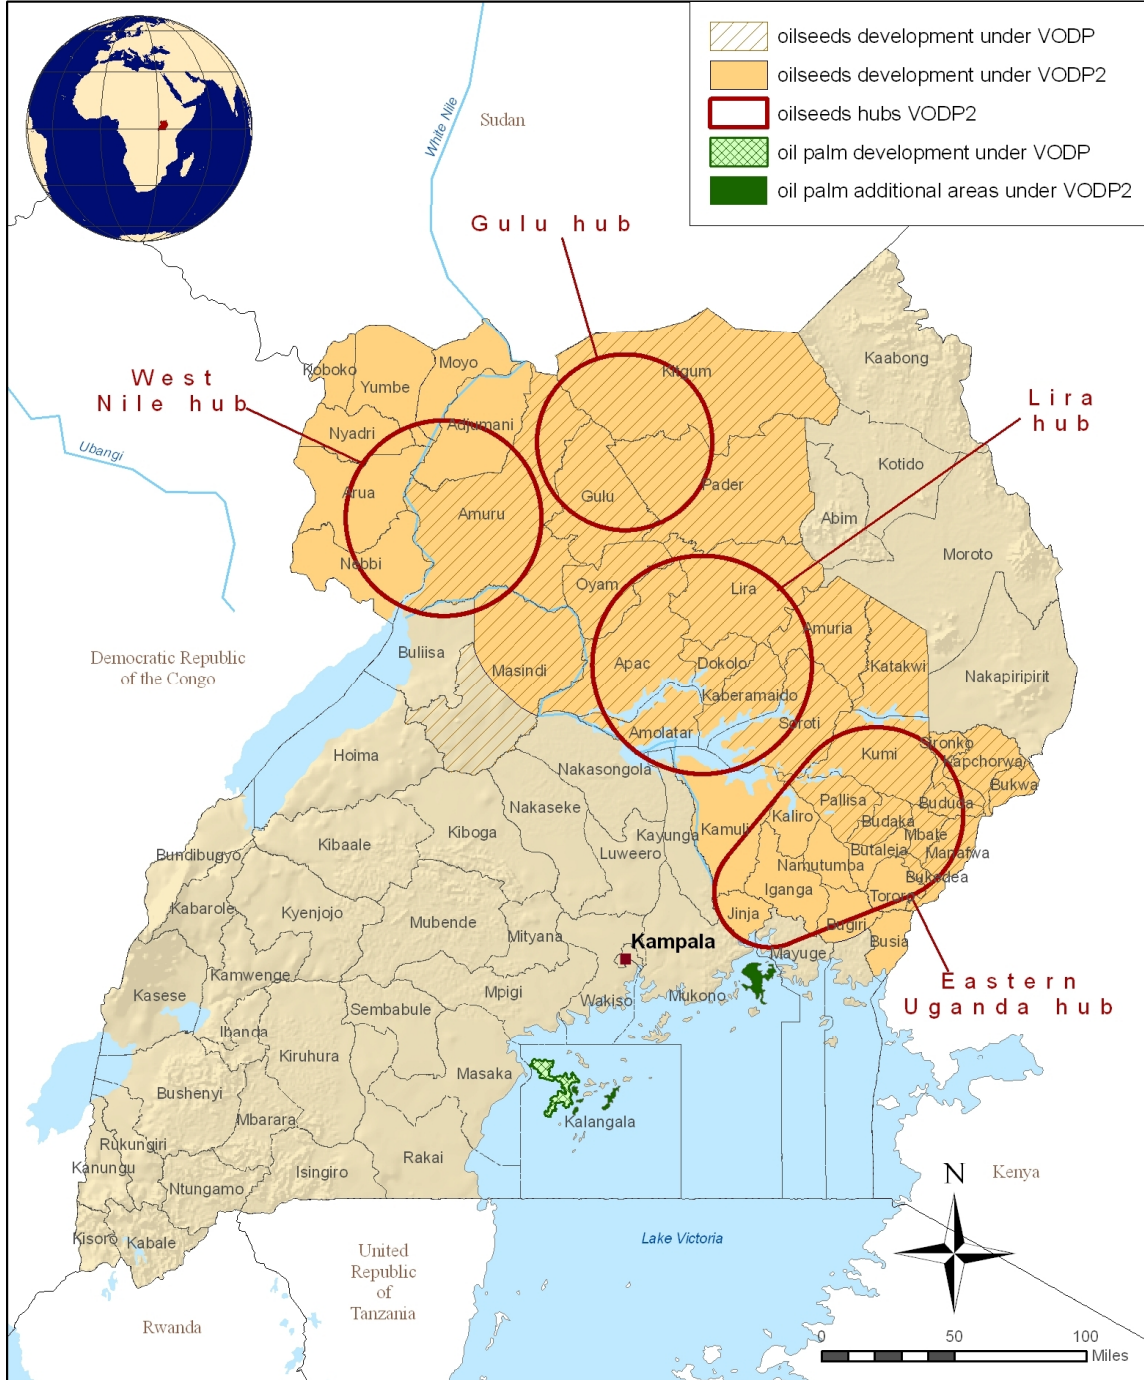 oilseeds development under VODP
oilseeds development under VODP2
oilseeds hubs VODP2
oil palm development under VODP
oil palm additional areas under VODP2
White Nile
Sudan
Gulu hub
West
Nile hub
Lira
hub
Ubangi
Kaabong
Koboko
Moyo
Yumbe
Kitgum
Nyadri
Adjumani
Kotido
Arua
Gulu
Pader
Amuru
Abim
Moroto
Nebbi
Oyam
Lira
Amuria
Buliisa
Democratic Republic
of the Congo
Masindi
Apac
Dokolo
Katakwi
Nakapiripirit
Kaberamaido
Soroti
Amolatar
Hoima
Kumi
Sironko
Kapchorwa
Nakasongola
Bukwa
Nakaseke
Pallisa
Bududa
Kaliro
Budaka
Kiboga
Kayunga
Kamuli
Mbale
Kibaale
Luweero
Butaleja
Manafwa
Bundibugyo
Namutumba
Bukedea
Iganga
Tororo
Kabarole
Kyenjojo
Mubende
Jinja
Bugiri
Mityana
Kampala
Busia
Mayuge
Kamwenge
Eastern
Uganda hub
Kasese
Mpigi
Wakiso
Mukono
Sembabule
Ibanda
Kiruhura
Masaka
Bushenyi
Mbarara
Kalangala
Rukungiri
Kanungu
Rakai
Isingiro
N
Kenya
Ntungamo
Kisoro
Kabale
Lake Victoria
United
Republic
of
Tanzania
Rwanda
0 50 100
Miles